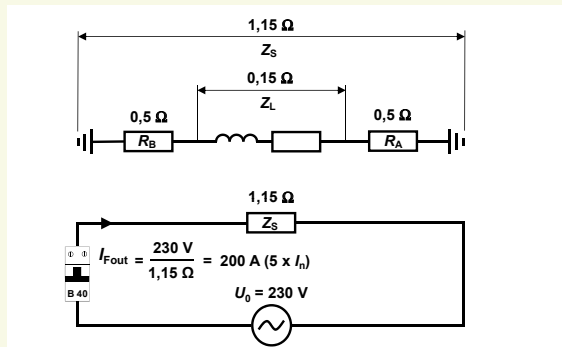 1,15 Ω
Zs
0,15 Ω
ZL
0,5 Ω
0,5 Ω
RB
RA
1,15 Ω
Zs
IFout = 230 V / 1,15 Ω = 200 A (5 x In)
B 40
U0 = 230 V